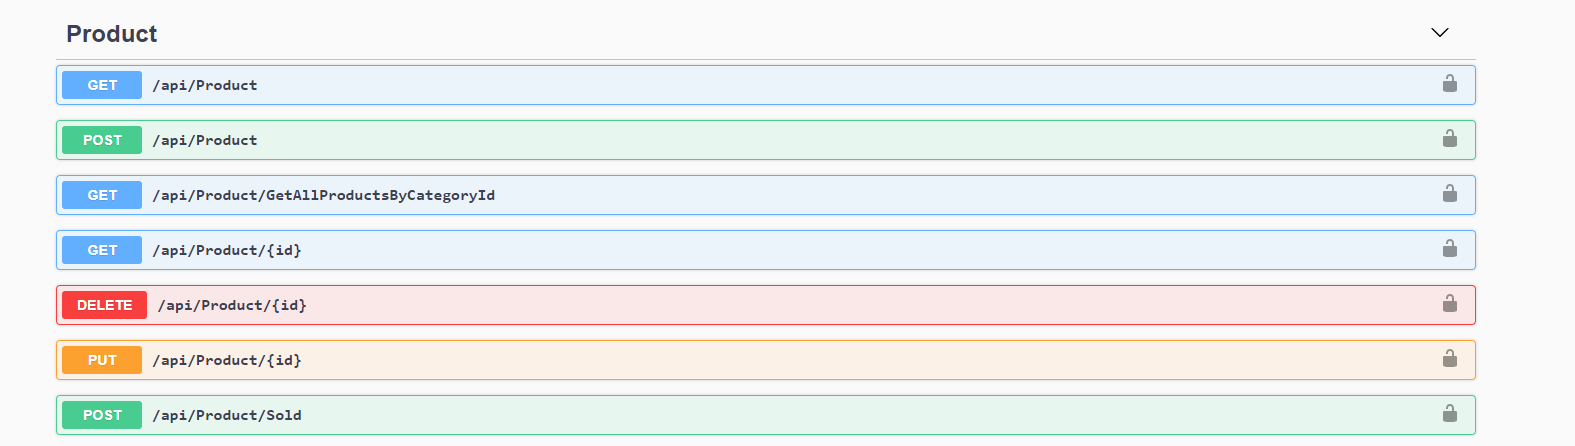 Product
GET /api/Product
POST /api/Product
GET /api/Product/GetAllProductsByCategoryId
GET /api/Product/{id}
DELETE /api/Product/{id}
PUT /api/Product/{id}
POST /api/Product/Sold